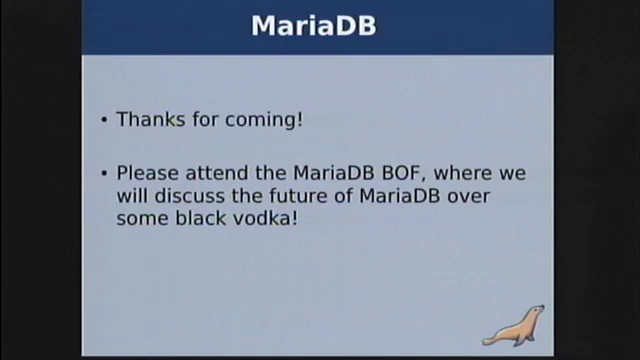 MariaDB
• Thanks for coming!
• Please attend the MariaDB BOF, where we
will discuss the future of MariaDB over
some black vodka!